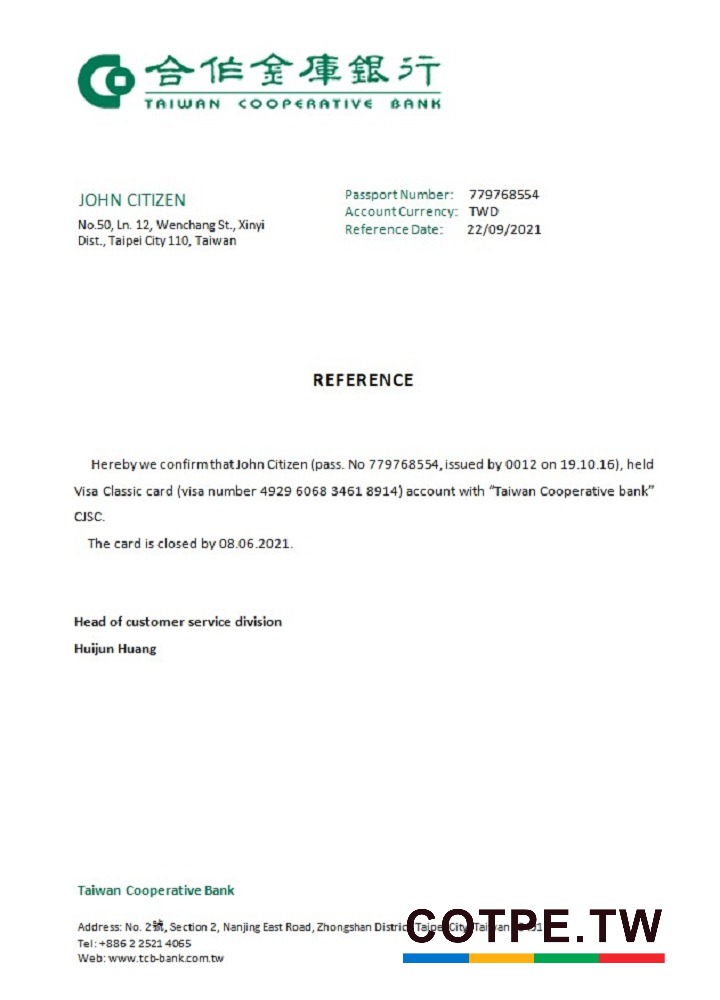 合作金庫銀行
TAIWAN COOPERATIVE BANK
JOHN CITIZEN
No.50, Ln. 12, Wenchang St., Xinyi
Dist., Taipei City 110, Taiwan
Passport Number: 779768554
Account Currency: TWD
Reference Date: 22/09/2021
REFERENCE
Hereby we confirm that John Citizen (pass. No 779768554, issued by 0012 on 19.10.16), held
Visa Classic card (visa number 4929 6068 3461 8914) account with "Taiwan Cooperative bank"
CJSC.
The card is closed by 08.06.2021.
Head of customer service division
Huijun Huang
Taiwan Cooperative Bank
Address: No. 2號, Section 2, Nanjing East Road, Zhongshan District, Taipei City, Taiwan
Tel: +886 2 2521 4065
Web: www.tcb-bank.com.tw
COTPE.TW